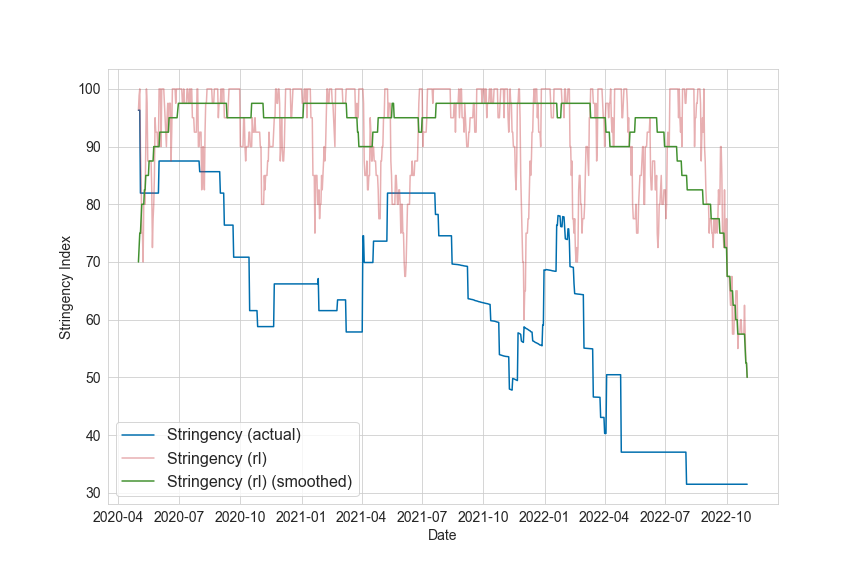 100
90
80
70
60
50
40
30
Stringency Index
Stringency (actual)
Stringency (rl)
Stringency (rl) (smoothed)
2020-04 2020-07 2020-10 2021-01 2021-04 2021-07 2021-10 2022-01 2022-04 2022-07 2022-10
Date